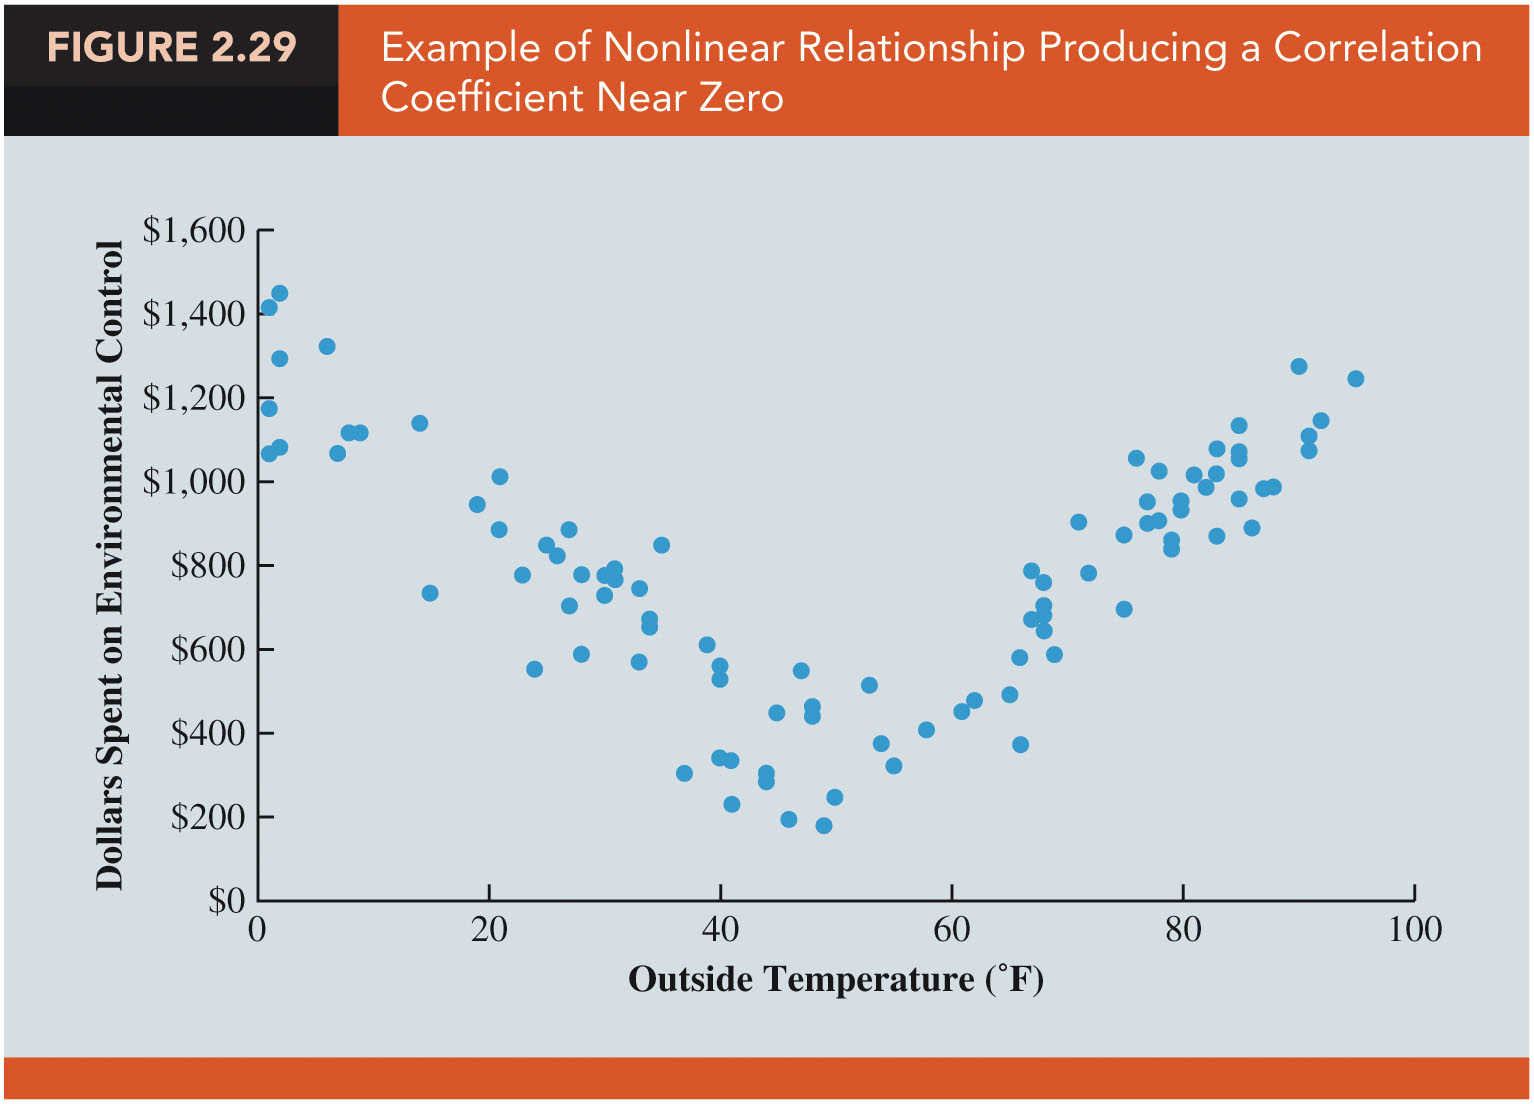 FIGURE 2.29
Example of Nonlinear Relationship Producing a Correlation
Coefficient Near Zero
Dollars Spent on Environmental Control
$1,600
$1,400
$1,200
$1,000
$800
$600
$400
$200
$0
0 20 40 60 80 100
Outside Temperature (˚F)